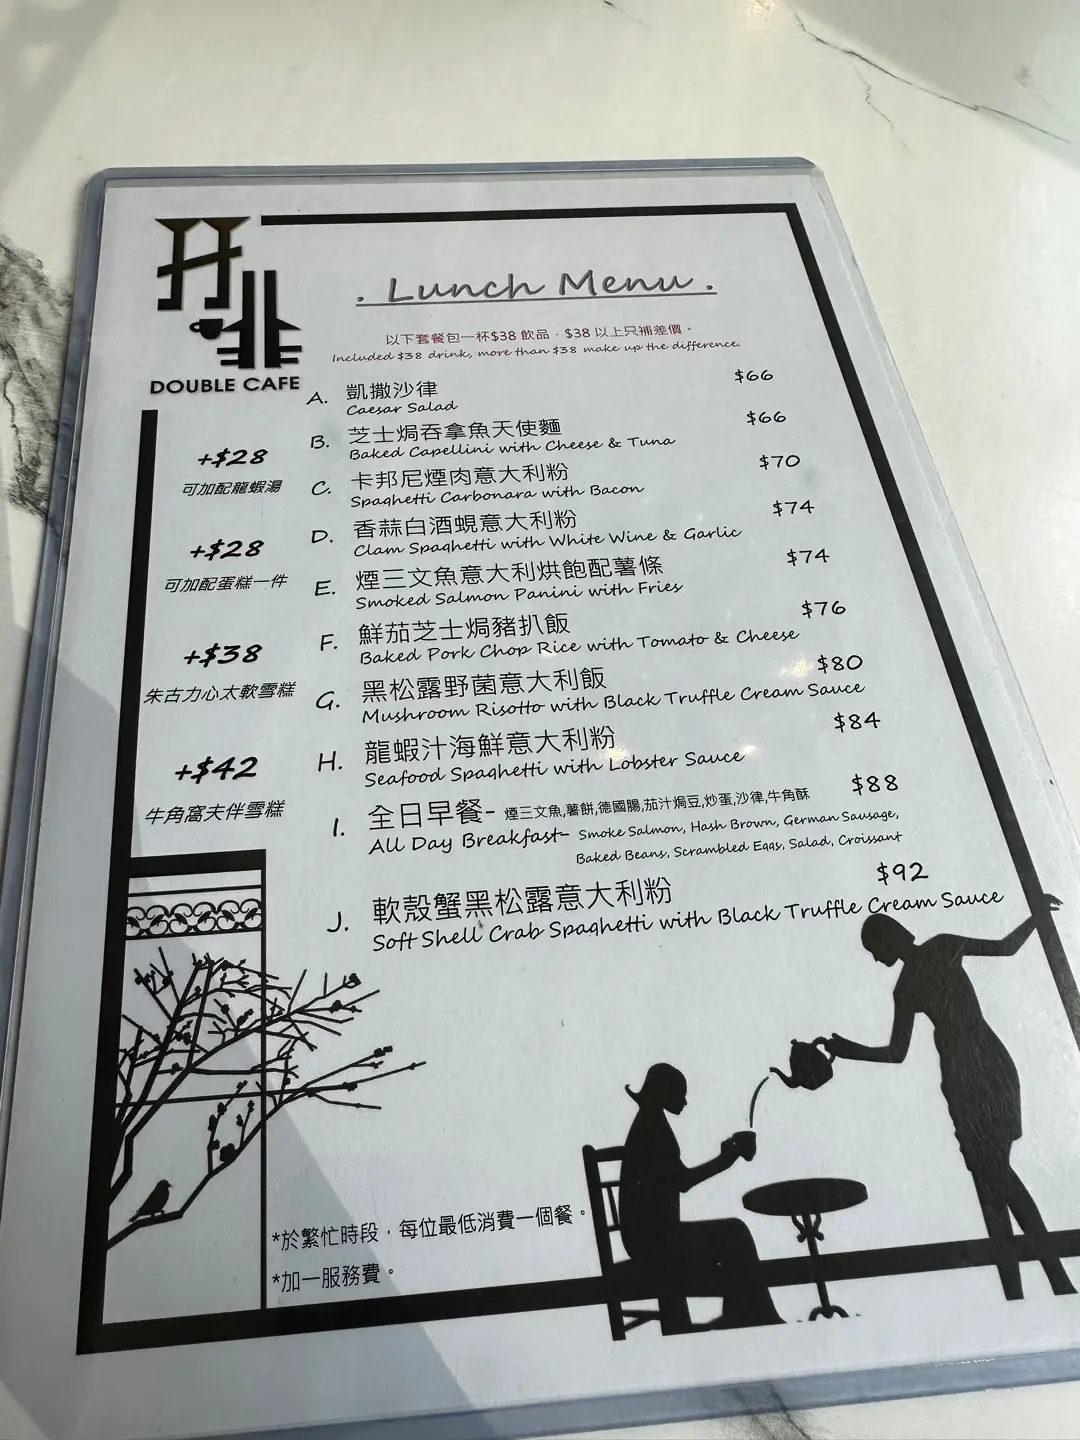 . Lunch Menu .
以下套餐包一杯$38 飲品，$38 以上只補差價。
Included $38 drink, more than $38 make up the difference.
DOUBLE CAFE
+$28
可加配龍蝦湯
+$28
可加配蛋糕一件
+$38
朱古力心太軟雪糕
+$42
牛角窩夫伴雪糕
A. 凱撒沙律 $66
Caesar Salad
B. 芝士焗吞拿魚天使麵 $66
Baked Capellini with Cheese & Tuna
C. 卡邦尼煙肉意大利粉 $70
Spaghetti Carbonara with Bacon
D. 香蒜白酒蜆意大利粉 $74
Clam Spaghetti with White Wine & Garlic
E. 煙三文魚意大利烘飽配薯條 $74
Smoked Salmon Panini with Fries
F. 鮮茄芝士焗豬扒飯 $76
Baked Pork Chop Rice with Tomato & Cheese
G. 黑松露野菌意大利飯 $80
Mushroom Risotto with Black Truffle Cream Sauce
H. 龍蝦汁海鮮意大利粉 $84
Seafood Spaghetti with Lobster Sauce
I. 全日早餐- 煙三文魚,薯餅,德國腸,茄汁焗豆,炒蛋,沙律,牛角酥 $88
All Day Breakfast- Smoke Salmon, Hash Brown, German Sausage,
Baked Beans, Scrambled Eggs, Salad, Croissant
J. 軟殼蟹黑松露意大利粉 $92
Soft Shell Crab Spaghetti with Black Truffle Cream Sauce
*於繁忙時段，每位最低消費一個餐。
*加一服務費。